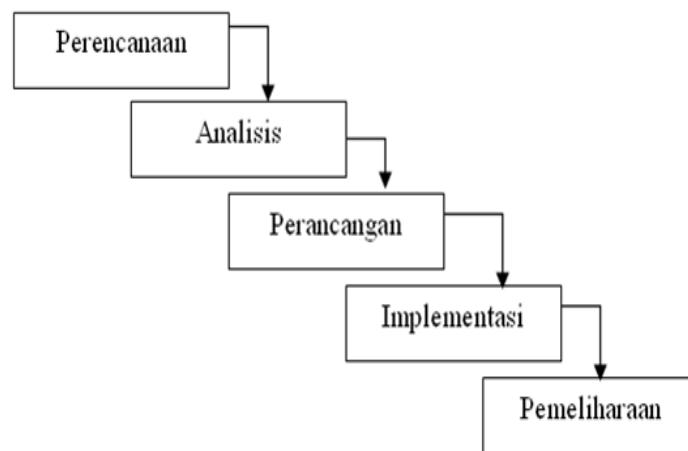 Perencanaan
Analisis
Perancangan
Implementasi
Pemeliharaan